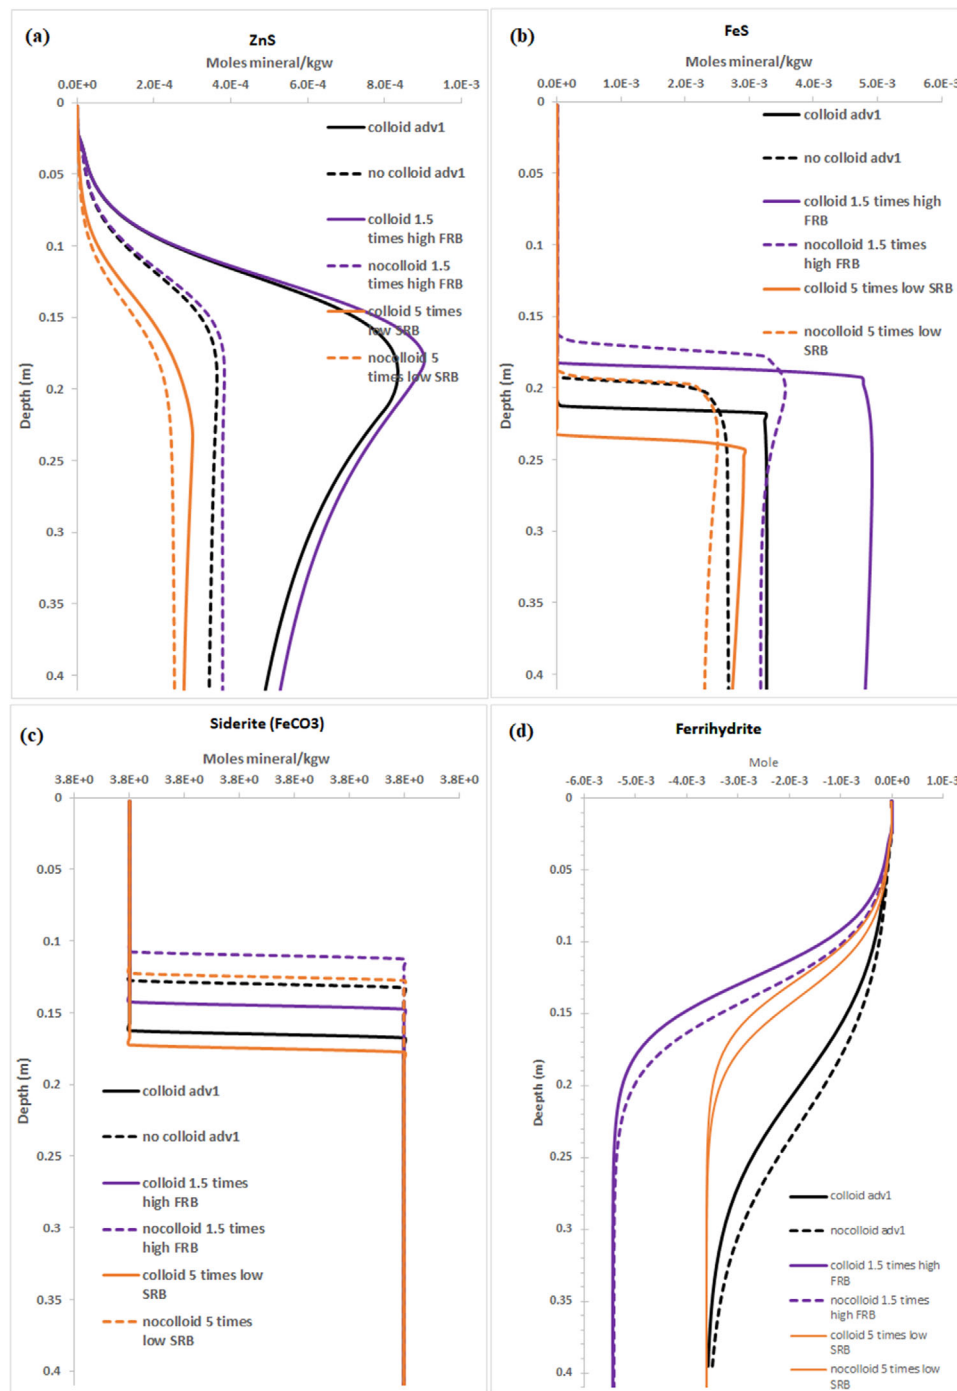 (a)
ZnS
Moles mineral/kgw
0.0E+0 2.0E-4 4.0E-4 6.0E-4 8.0E-4 1.0E-3
0
0.05
0.1
0.15
0.2
0.25
0.3
0.35
0.4
Depth (m)
colloid adv1
no colloid adv1
colloid 1.5
times high FRB
nocolloid 1.5
times high FRB
colloid 5 times
low SRB
nocolloid 5
times low SRB
(b)
FeS
Moles mineral/kgw
0.0E+0 1.0E-3 2.0E-3 3.0E-3 4.0E-3 5.0E-3 6.0E-3
0
0.05
0.1
0.15
0.2
0.25
0.3
0.35
0.4
Depth (m)
colloid adv1
no colloid adv1
colloid 1.5 times high
FRB
nocolloid 1.5 times
high FRB
colloid 5 times low SRB
nocolloid 5 times low
SRB
(c)
Siderite (FeCO3)
Moles mineral/kgw
3.8E+0 3.8E+0 3.8E+0 3.8E+0 3.8E+0 3.8E+0 3.8E+0 3.8E+0
0
0.05
0.1
0.15
0.2
0.25
0.3
0.35
0.4
Depth (m)
colloid adv1
no colloid adv1
colloid 1.5 times
high FRB
nocolloid 1.5 times
high FRB
colloid 5 times low
SRB
nocolloid 5 times
low SRB
(d)
Ferrihydrite
Mole
-6.0E-3 -5.0E-3 -4.0E-3 -3.0E-3 -2.0E-3 -1.0E-3 0.0E+0 1.0E-3
0
0.05
0.1
0.15
0.2
0.25
0.3
0.35
0.4
Deepth (m)
colloid adv1
nocolloid adv1
colloid 1.5 times high
FRB
nocolloid 1.5 times
high FRB
colloid 5 times low
SRB
nocolloid 5 times low
SRB